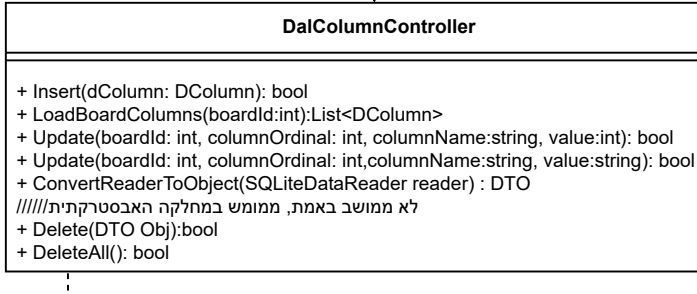 DalColumnController
+ Insert(dColumn: DColumn): bool
+ LoadBoardColumns(boardId:int):List<DColumn>
+ Update(boardId: int, columnOrdinal: int, columnName:string, value:int): bool
+ Update(boardId: int, columnOrdinal: int,columnName:string, value:string): bool
+ ConvertReaderToObject(SQLiteDataReader reader) : DTO
לא ממושב באמת, ממומש במחלקה האבסטרקתית//////
+ Delete(DTO Obj):bool
+ DeleteAll(): bool